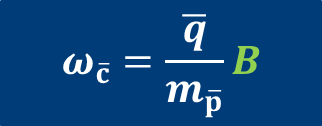 ω_c̄ = q̄ / m_p̄ B